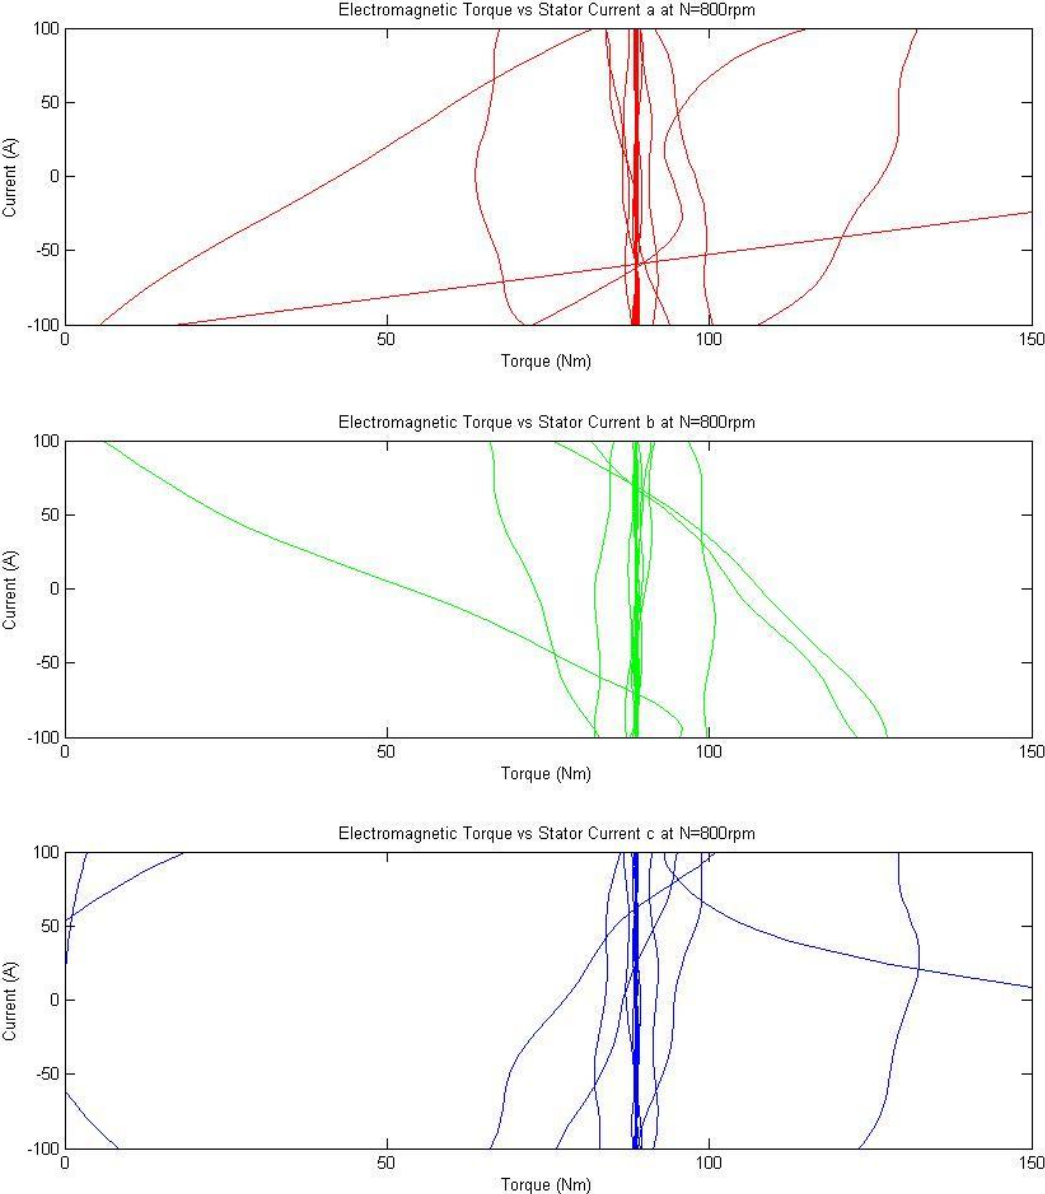 Electromagnetic Torque vs Stator Current a at N=800rpm
100
50
0
-50
-100
Current (A)
0 50 100 150
Torque (Nm)
Electromagnetic Torque vs Stator Current b at N=800rpm
100
50
0
-50
-100
Current (A)
0 50 100 150
Torque (Nm)
Electromagnetic Torque vs Stator Current c at N=800rpm
100
50
0
-50
-100
Current (A)
0 50 100 150
Torque (Nm)